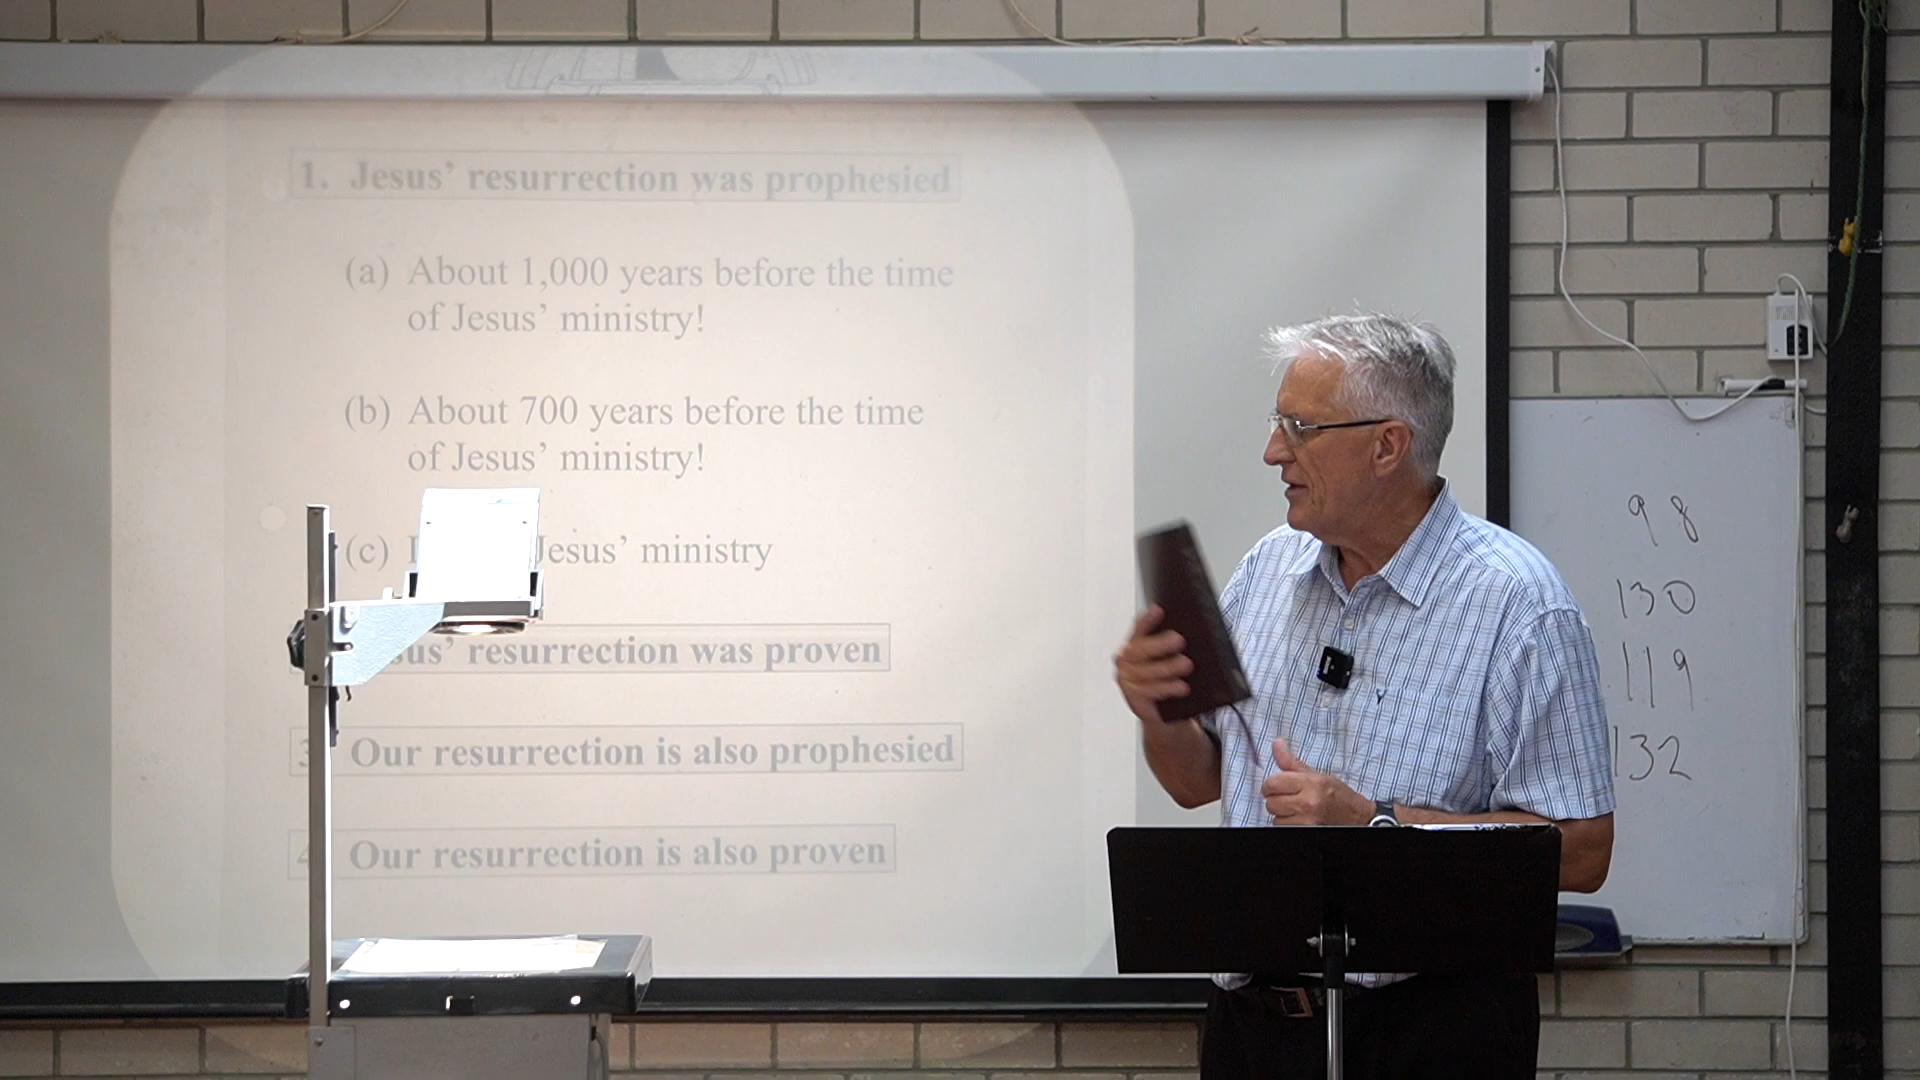 1. Jesus’ resurrection was prophesied
(a) About 1,000 years before the time
of Jesus’ ministry!
(b) About 700 years before the time
of Jesus’ ministry!
(c) Jesus’ ministry
resurrection was proven
3. Our resurrection is also prophesied
4. Our resurrection is also proven
98
130
119
132